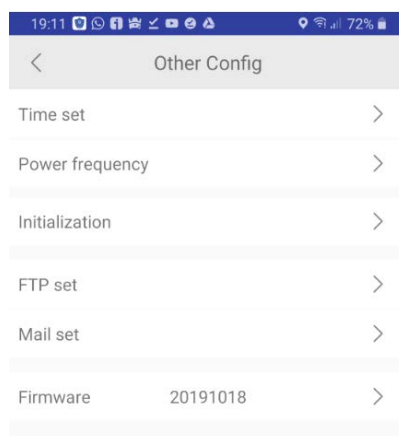 19:11 72%
Other Config
Time set
Power frequency
Initialization
FTP set
Mail set
Firmware 20191018